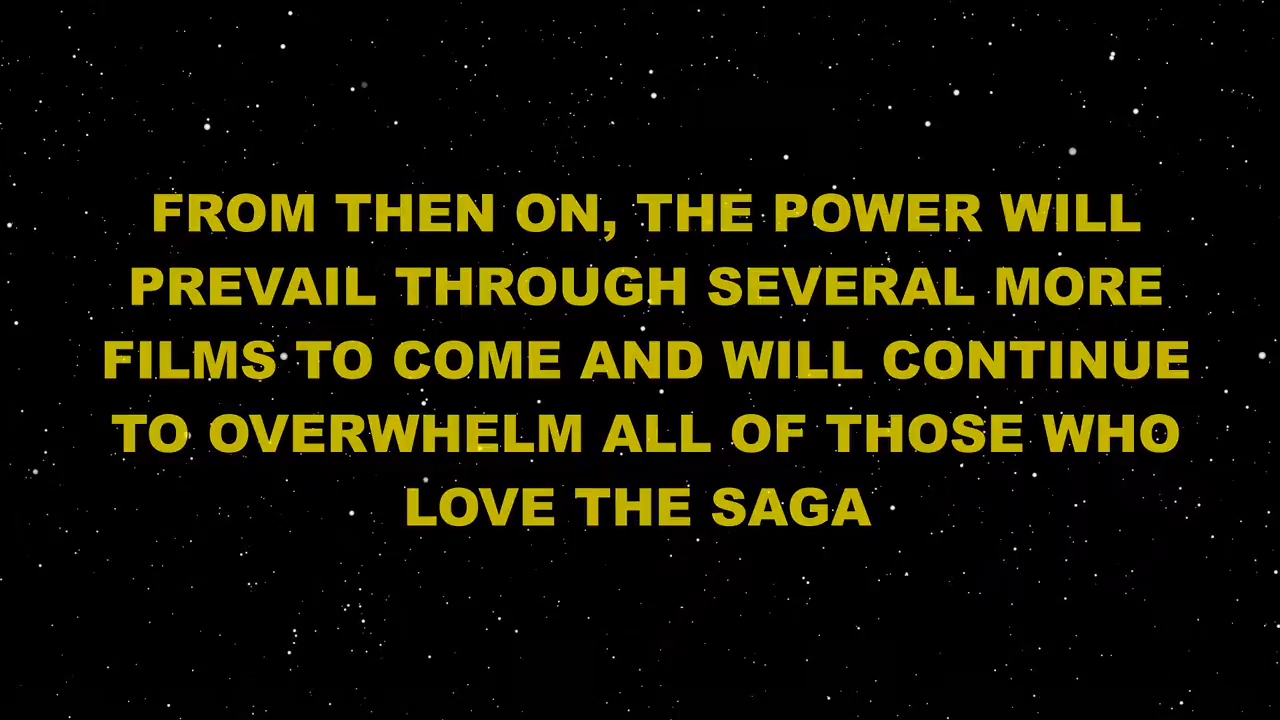 FROM THEN ON, THE POWER WILL
PREVAIL THROUGH SEVERAL MORE
FILMS TO COME AND WILL CONTINUE
TO OVERWHELM ALL OF THOSE WHO
LOVE THE SAGA